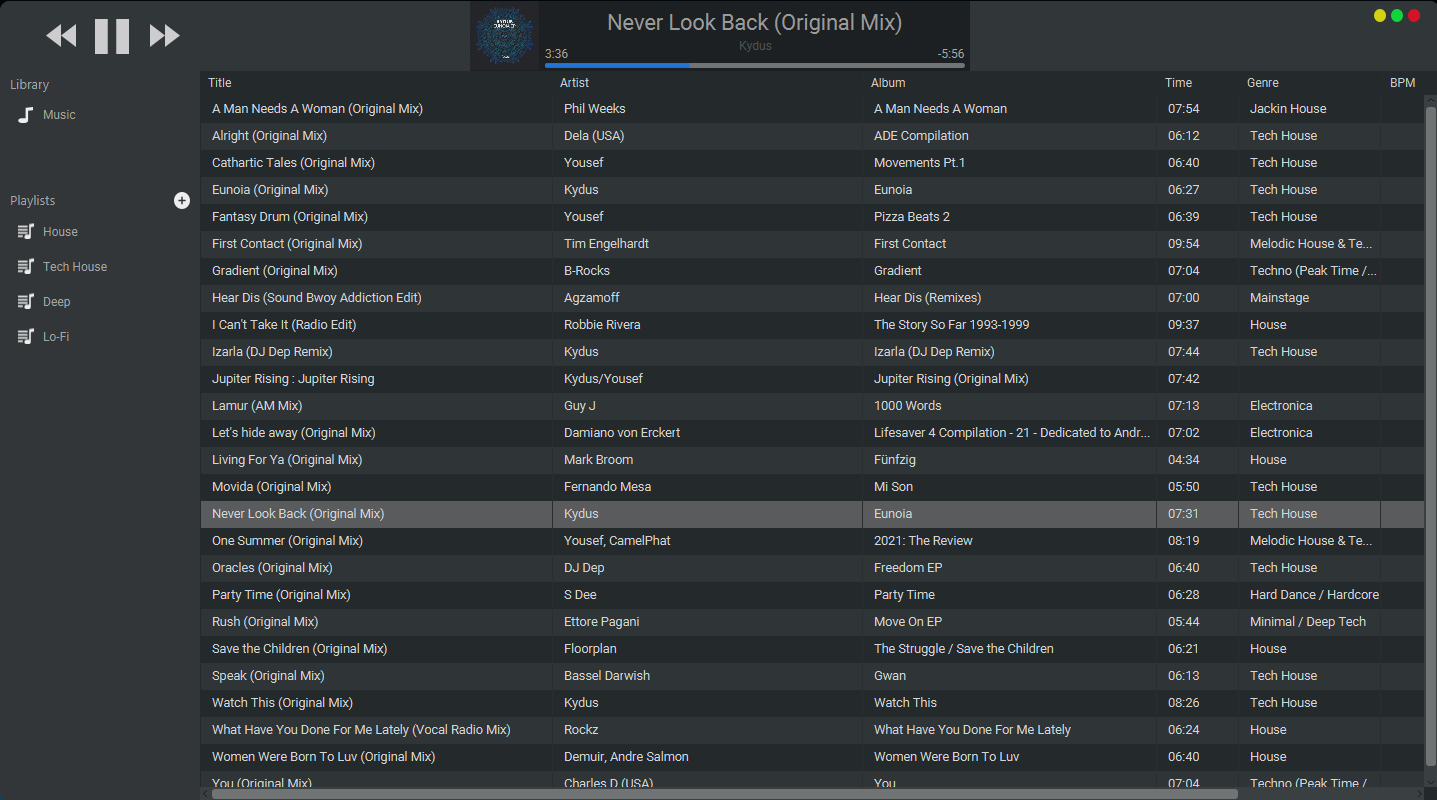 Never Look Back (Original Mix)
Kydus
3:36 -5:56
Library
Music
Playlists
House
Tech House
Deep
Lo-Fi
Title Artist Album Time Genre BPM
A Man Needs A Woman (Original Mix) Phil Weeks A Man Needs A Woman 07:54 Jackin House
Alright (Original Mix) Dela (USA) ADE Compilation 06:12 Tech House
Cathartic Tales (Original Mix) Yousef Movements Pt.1 06:40 Tech House
Eunoia (Original Mix) Kydus Eunoia 06:27 Tech House
Fantasy Drum (Original Mix) Yousef Pizza Beats 2 06:39 Tech House
First Contact (Original Mix) Tim Engelhardt First Contact 09:54 Melodic House & Te...
Gradient (Original Mix) B-Rocks Gradient 07:04 Techno (Peak Time /...
Hear Dis (Sound Bwoy Addiction Edit) Agzamoff Hear Dis (Remixes) 07:00 Mainstage
I Can't Take It (Radio Edit) Robbie Rivera The Story So Far 1993-1999 09:37 House
Izarla (DJ Dep Remix) Kydus Izarla (DJ Dep Remix) 07:44 Tech House
Jupiter Rising : Jupiter Rising Kydus/Yousef Jupiter Rising (Original Mix) 07:42
Lamur (AM Mix) Guy J 1000 Words 07:13 Electronica
Let's hide away (Original Mix) Damiano von Erckert Lifesaver 4 Compilation - 21 - Dedicated to Andr... 07:02 Electronica
Living For Ya (Original Mix) Mark Broom Fünfzig 04:34 House
Movida (Original Mix) Fernando Mesa Mi Son 05:50 Tech House
Never Look Back (Original Mix) Kydus Eunoia 07:31 Tech House
One Summer (Original Mix) Yousef, CamelPhat 2021: The Review 08:19 Melodic House & Te...
Oracles (Original Mix) DJ Dep Freedom EP 06:40 Tech House
Party Time (Original Mix) S Dee Party Time 06:28 Hard Dance / Hardcore
Rush (Original Mix) Ettore Pagani Move On EP 05:44 Minimal / Deep Tech
Save the Children (Original Mix) Floorplan The Struggle / Save the Children 06:21 House
Speak (Original Mix) Bassel Darwish Gwan 06:13 Tech House
Watch This (Original Mix) Kydus Watch This 08:26 Tech House
What Have You Done For Me Lately (Vocal Radio Mix) Rockz What Have You Done For Me Lately 06:24 House
Women Were Born To Luv (Original Mix) Demuir, Andre Salmon Women Were Born To Luv 06:40 House
You (Original Mix) Charles D (USA) You 07:04 Techno (Peak Time /